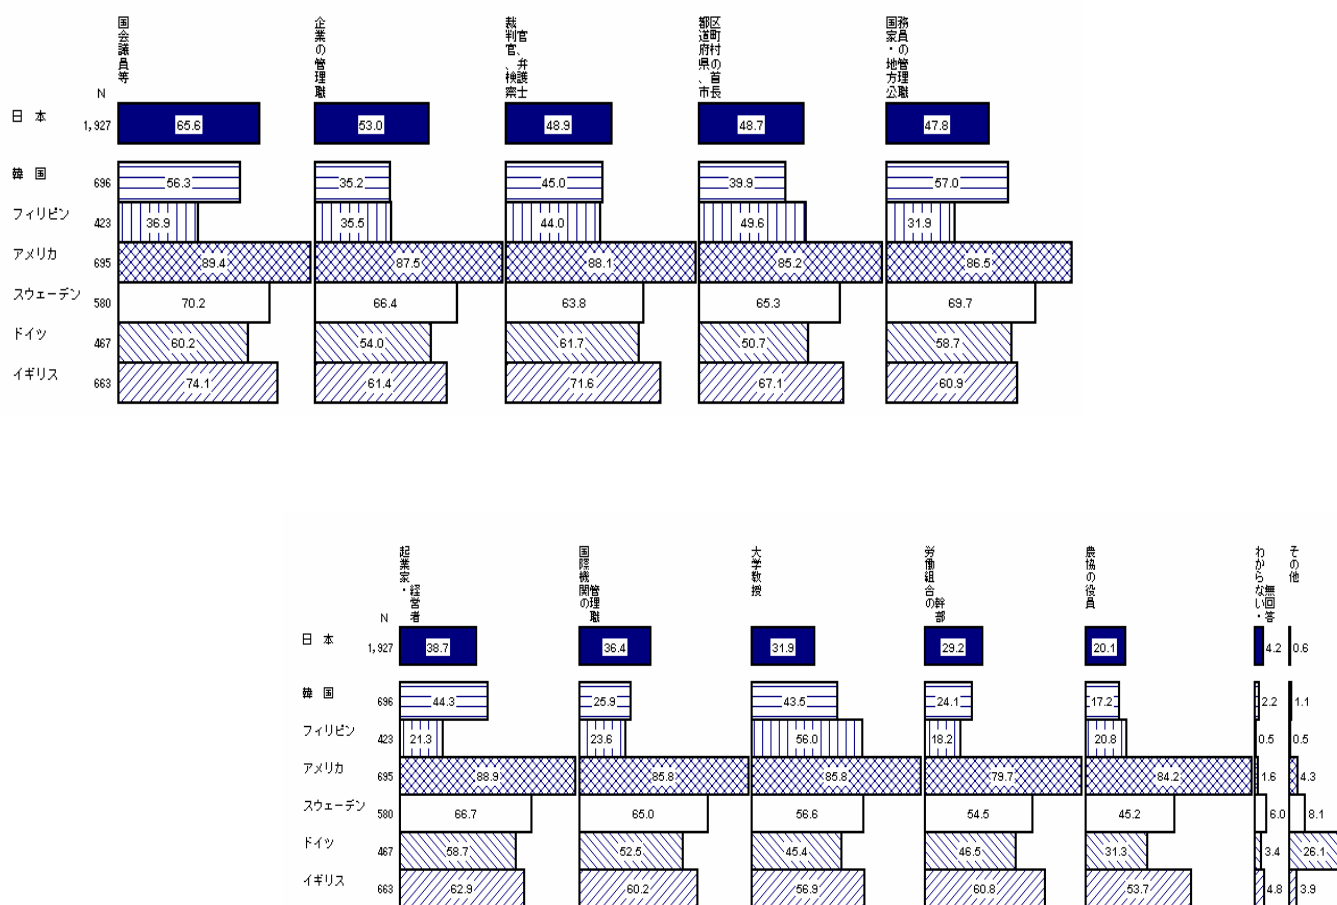 国会議員等
企業の管理職
裁判官、検察
官、弁護士
都道府県、市
区町村の首長
国家・地方公
務員の管理職
N
日 本 1,927 65.6 53.0 48.9 48.7 47.8
韓 国 696 56.3 35.2 45.0 39.9 57.0
フィリピン 423 36.9 35.5 44.0 49.6 31.9
アメリカ 695 89.4 87.5 88.1 85.2 86.5
スウェーデン 580 70.2 66.4 63.8 65.3 69.7
ドイツ 467 60.2 54.0 61.7 50.7 58.7
イギリス 663 74.1 61.4 71.6 67.1 60.9
起業家・
経営者
国際機関の
管理職
大学教授
労働組合の
幹部
農協の役員
わからない・
無回答
その他
N
日 本 1,927 38.7 36.4 31.9 29.2 20.1 4.2 0.6
韓 国 696 44.3 25.9 43.5 24.1 17.2 2.2 1.1
フィリピン 423 21.3 23.6 56.0 18.2 20.8 0.5 0.5
アメリカ 695 88.9 85.8 85.8 79.7 84.2 1.6 4.3
スウェーデン 580 66.7 65.0 56.6 54.5 45.2 6.0 8.1
ドイツ 467 58.7 52.5 45.4 46.5 31.3 3.4 26.1
イギリス 663 62.9 60.2 56.9 60.8 53.7 4.8 3.9